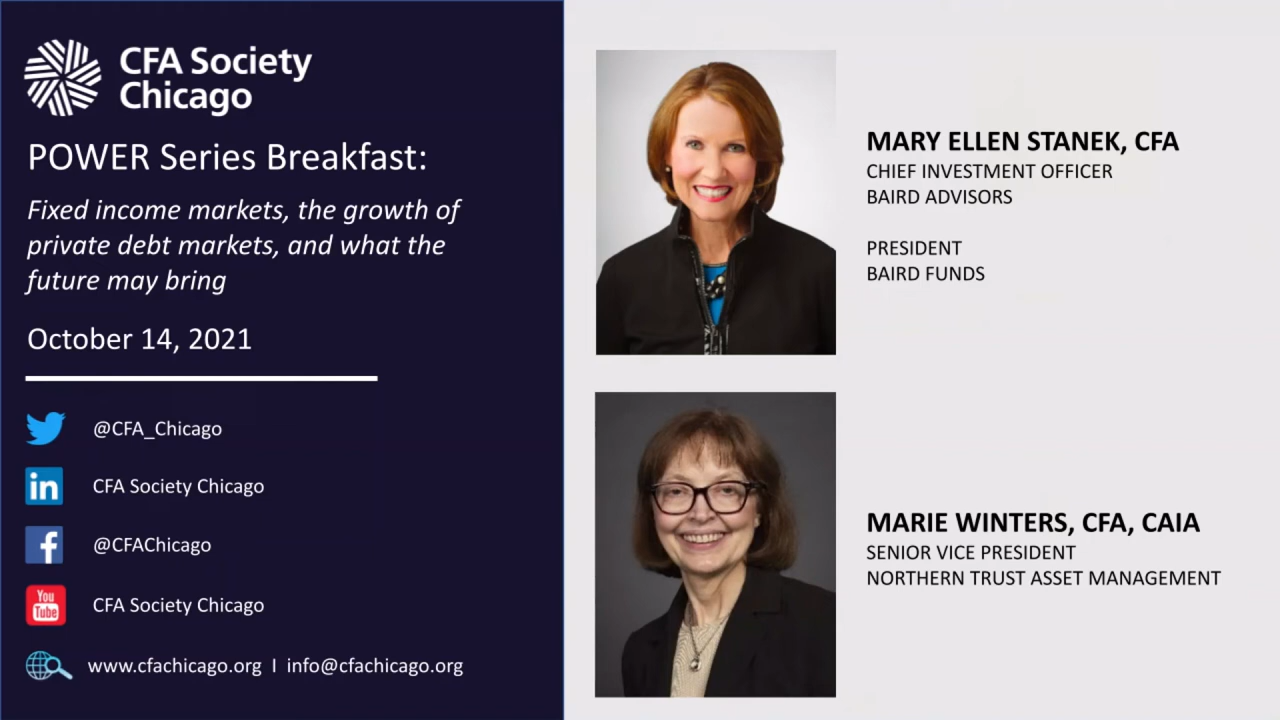 CFA Society
Chicago
POWER Series Breakfast:
Fixed income markets, the growth of
private debt markets, and what the
future may bring
October 14, 2021
@CFA_Chicago
in
CFA Society Chicago
f
@CFAChicago
You
Tube
CFA Society Chicago
www.cfachicago.org I info@cfachicago.org
MARY ELLEN STANEK, CFA
CHIEF INVESTMENT OFFICER
BAIRD ADVISORS
PRESIDENT
BAIRD FUNDS
MARIE WINTERS, CFA, CAIA
SENIOR VICE PRESIDENT
NORTHERN TRUST ASSET MANAGEMENT